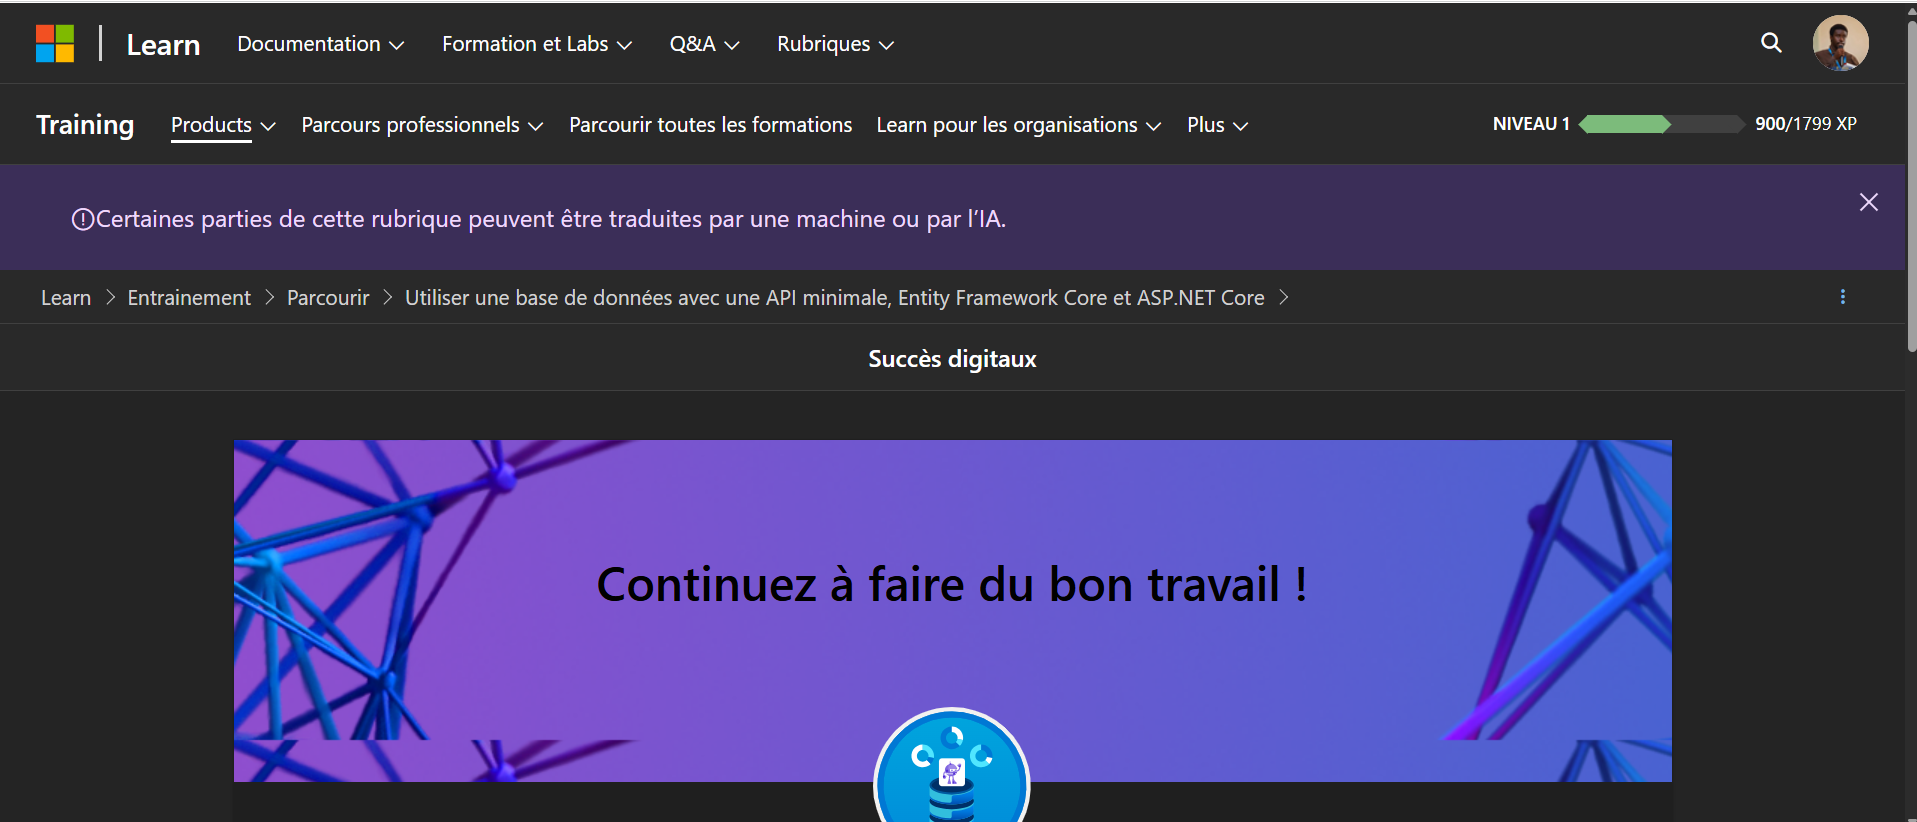 Learn Documentation Formation et Labs Q&A Rubriques
Training Products Parcours professionnels Parcourir toutes les formations Learn pour les organisations Plus NIVEAU 1 900/1799 XP
Certaines parties de cette rubrique peuvent être traduites par une machine ou par l’IA.
Learn > Entrainement > Parcourir > Utiliser une base de données avec une API minimale, Entity Framework Core et ASP.NET Core >
Succès digitaux
Continuez à faire du bon travail !